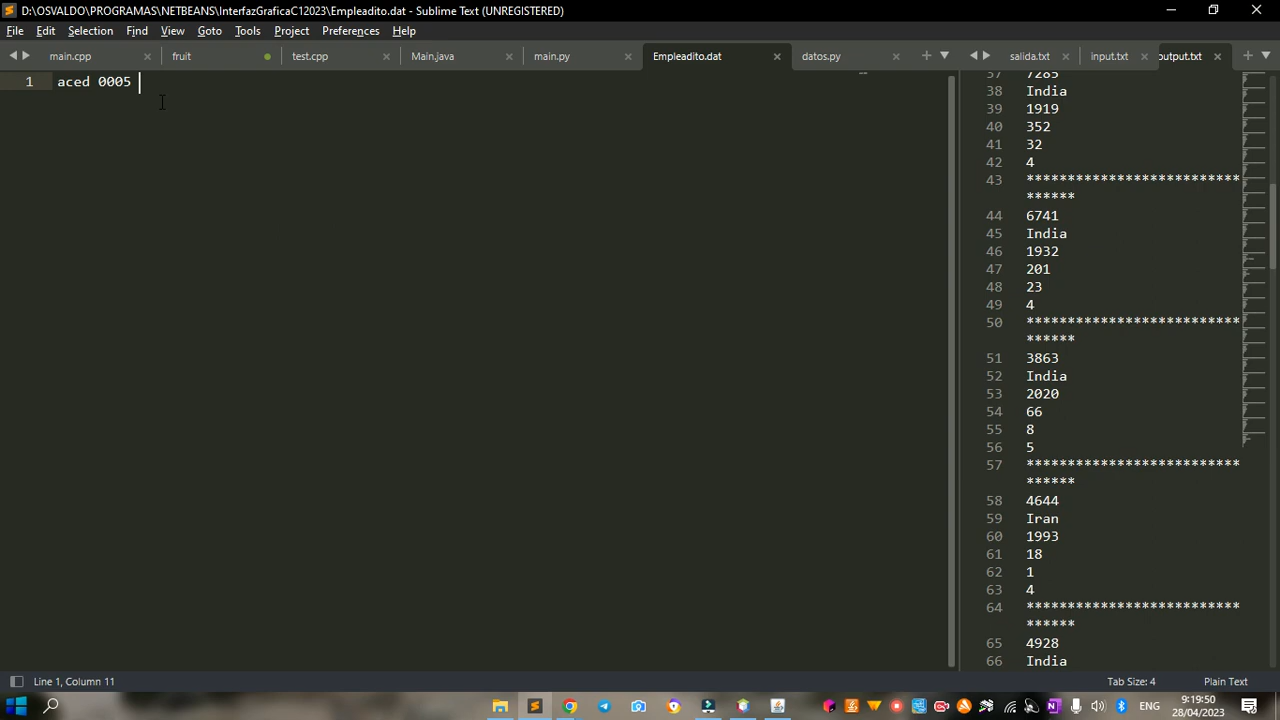 D:\OSVALDO\PROGRAMAS\NETBEANS\InterfazGraficaC12023\Empleadito.dat - Sublime Text (UNREGISTERED)
File Edit Selection Find View Goto Tools Project Preferences Help
main.cpp fruit test.cpp Main.java main.py Empleadito.dat datos.py salida.txt input.txt output.txt
1 aced 0005
37 7285
38 India
39 1919
40 352
41 32
42 4
43 **************************
******
44 6741
45 India
46 1932
47 201
48 23
49 4
50 **************************
******
51 3863
52 India
53 2020
54 66
55 8
56 5
57 **************************
******
58 4644
59 Iran
60 1993
61 18
62 1
63 4
64 **************************
******
65 4928
66 India
Line 1, Column 11 Tab Size: 4 Plain Text
ENG
9:19:50
28/04/2023